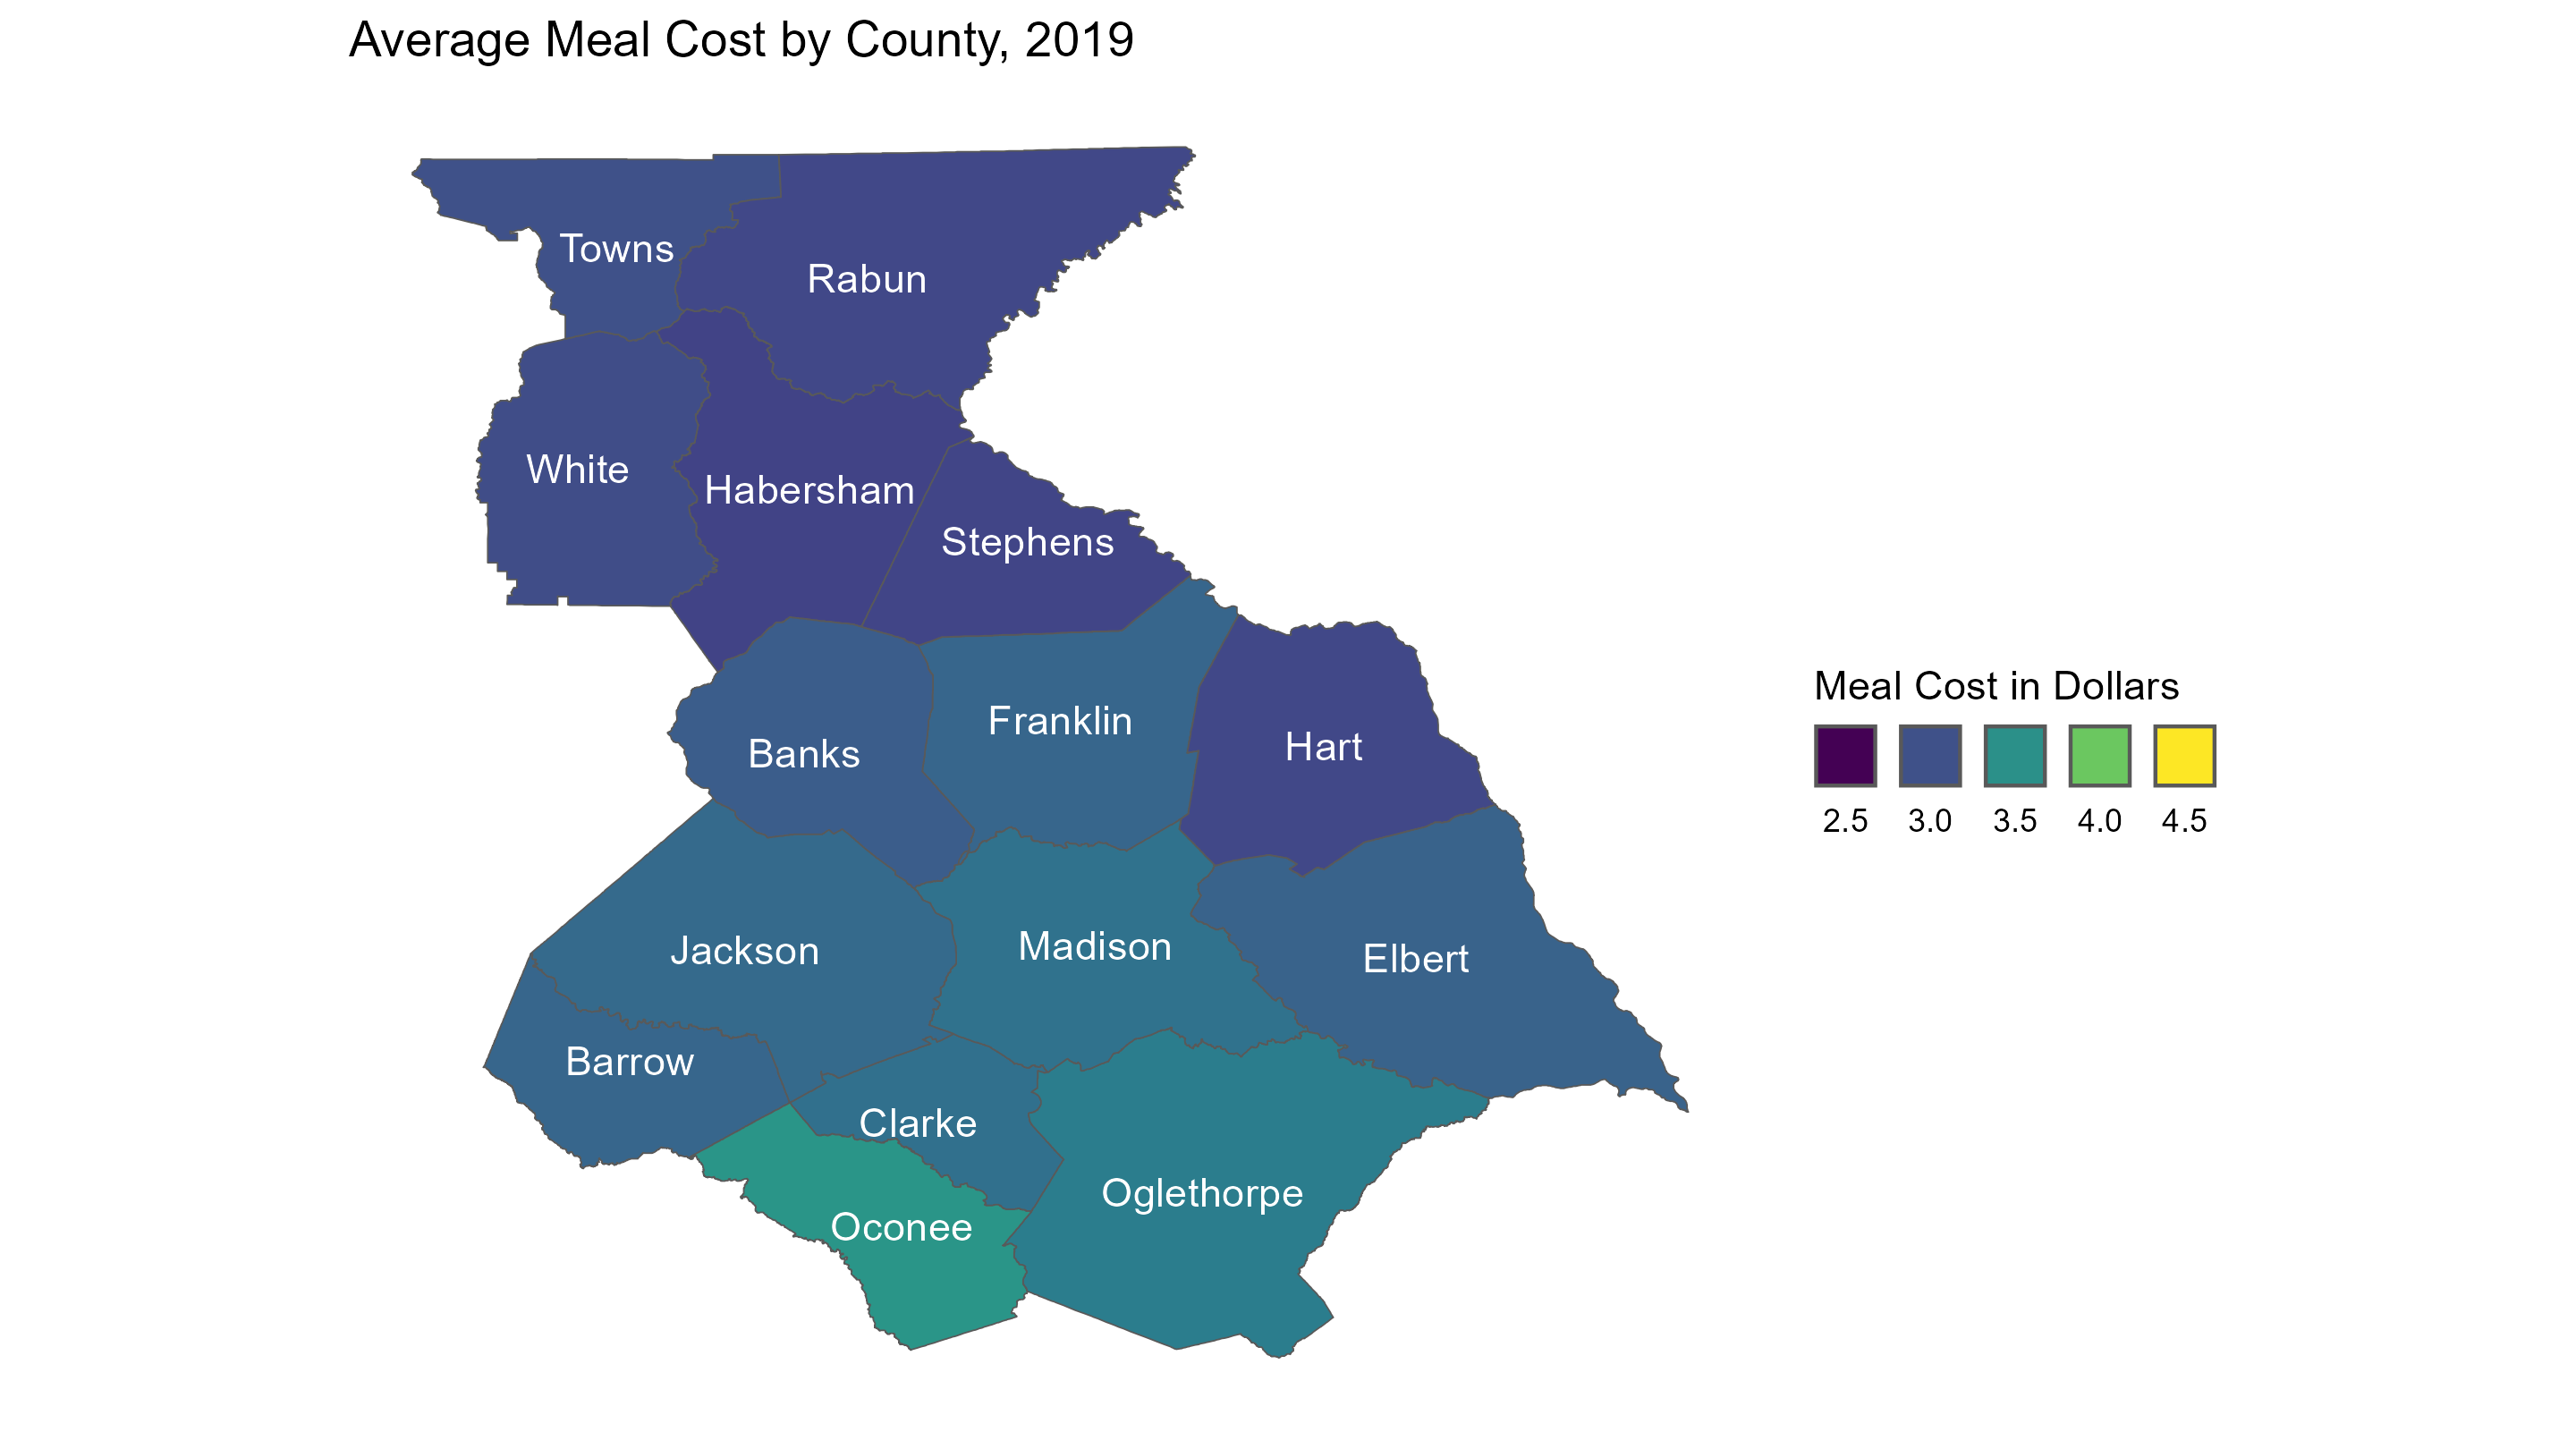 Average Meal Cost by County, 2019
Towns
Rabun
White
Habersham
Stephens
Banks
Franklin
Hart
Jackson
Madison
Elbert
Barrow
Clarke
Oglethorpe
Oconee
Meal Cost in Dollars
2.5 3.0 3.5 4.0 4.5